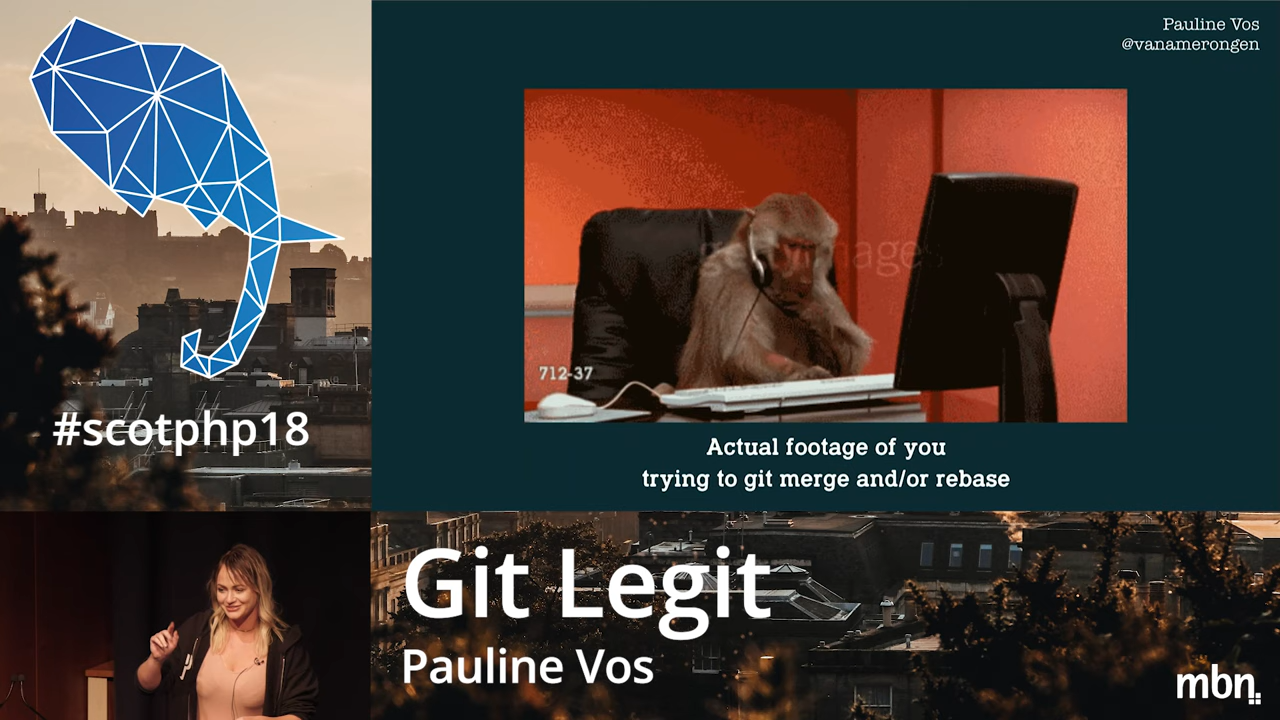 Pauline Vos
@vanamerongen
gettyimages
712-37
Actual footage of you
trying to git merge and/or rebase
#scotphp18
Git Legit
Pauline Vos
mbn